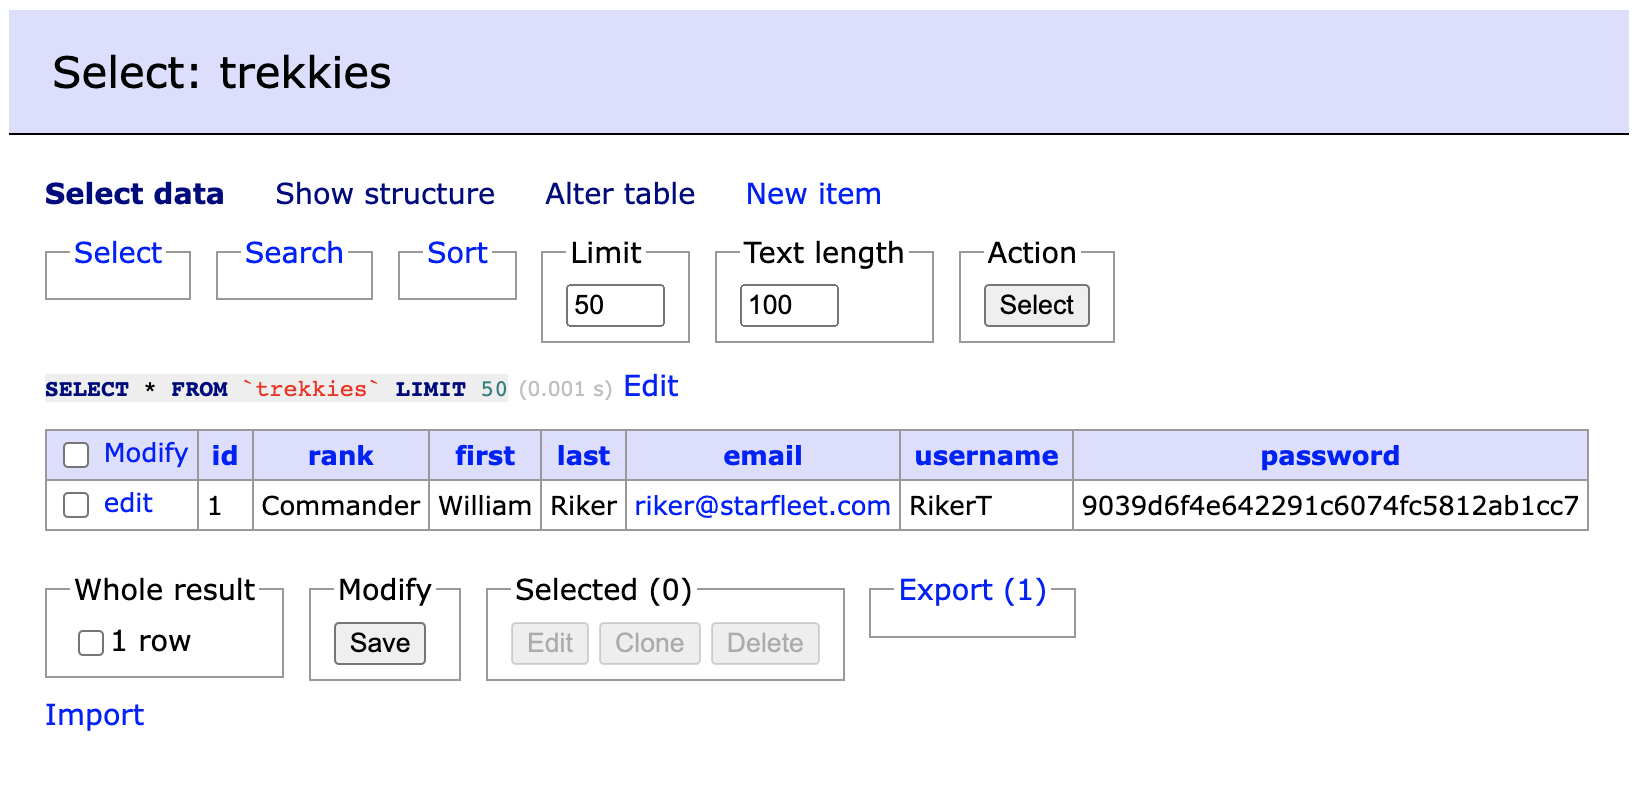 Select: trekkies
Select data Show structure Alter table New item
Select Search Sort Limit Text length Action
50 100 Select
SELECT * FROM `trekkies` LIMIT 50 (0.001 s) Edit
Modify id rank first last email username password
edit 1 Commander William Riker riker@starfleet.com RikerT 9039d6f4e642291c6074fc5812ab1cc7
Whole result Modify Selected (0) Export (1)
1 row Save Edit Clone Delete
Import